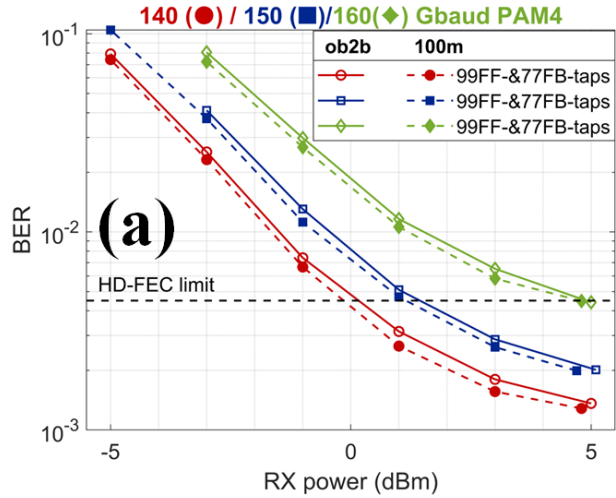 140 (●) / 150 (■)/160(◆) Gbaud PAM4
ob2b 100m
99FF-&77FB-taps
99FF-&77FB-taps
99FF-&77FB-taps
(a)
HD-FEC limit
BER
10⁻¹
10⁻²
10⁻³
-5 0 5
RX power (dBm)